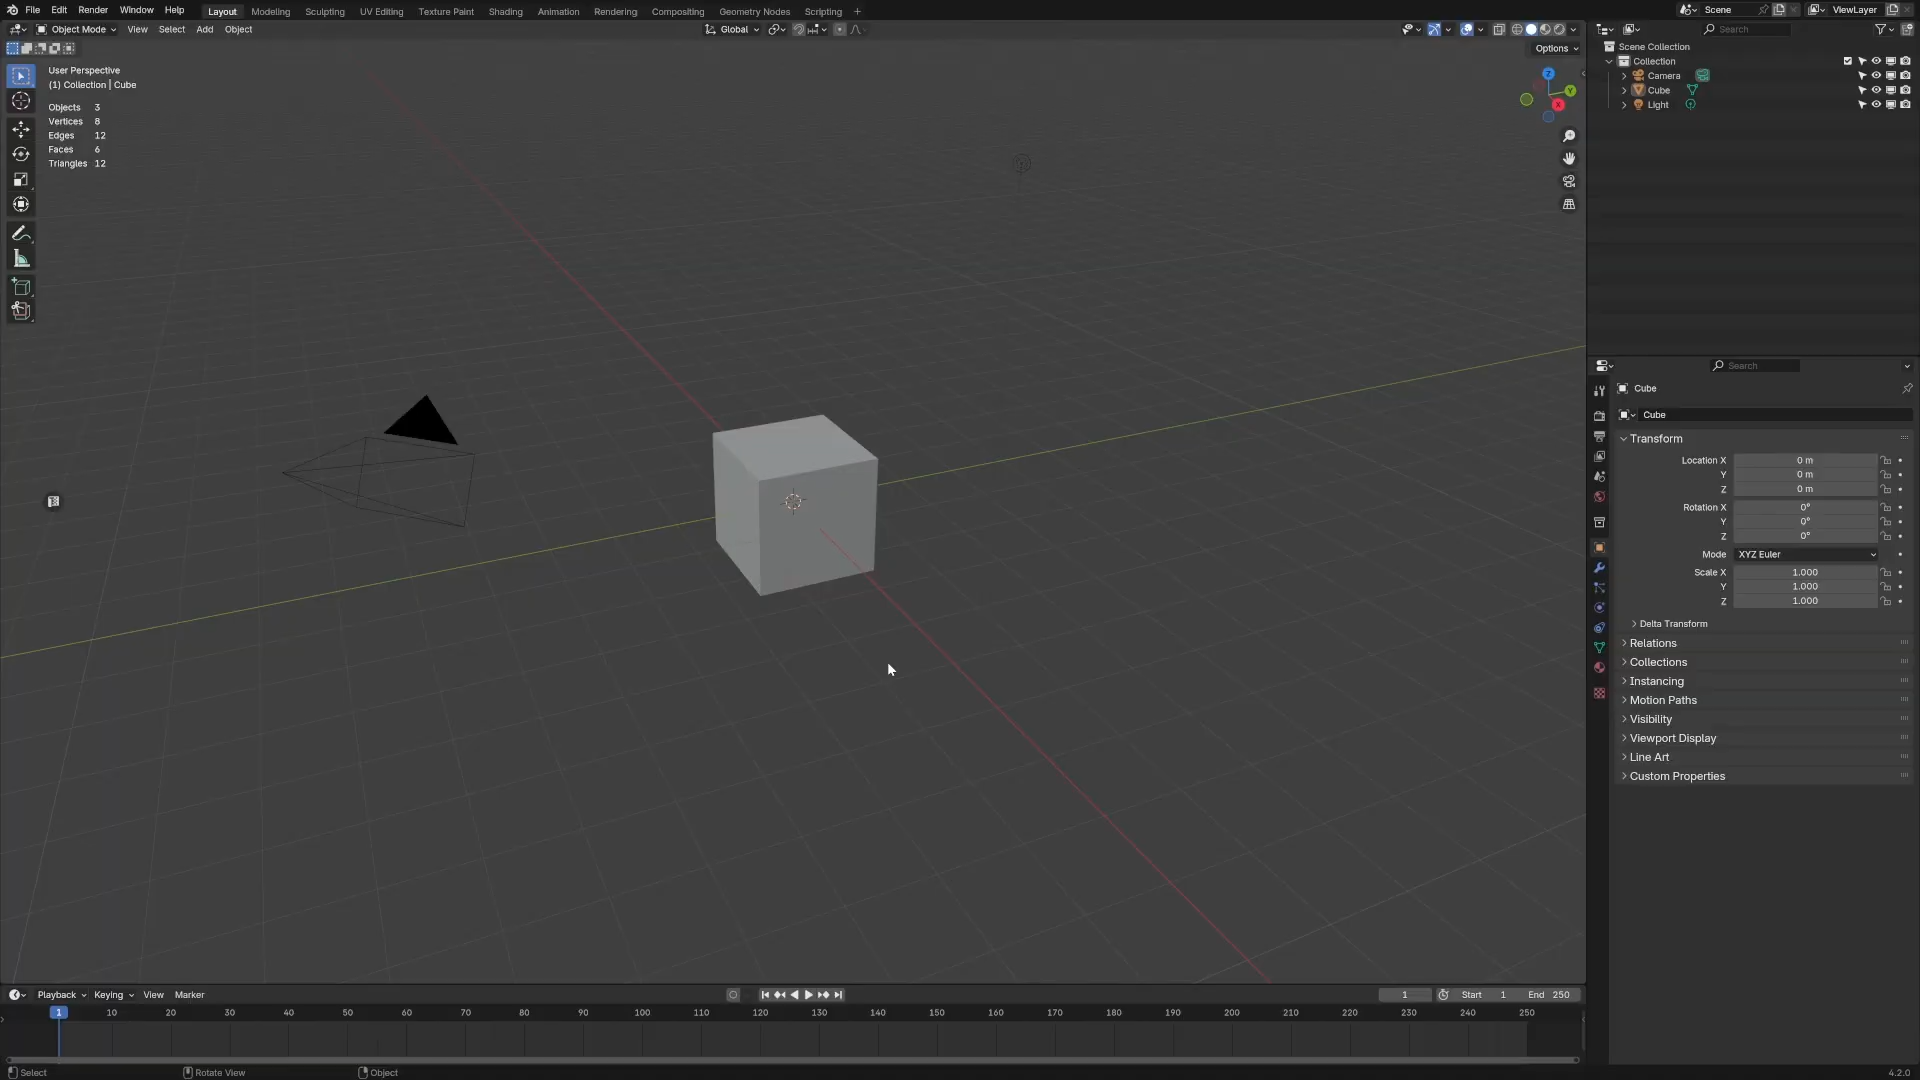 File Edit Render Window Help Layout Modeling Sculpting UV Editing Texture Paint Shading Animation Rendering Compositing Geometry Nodes Scripting + Scene ViewLayer
Object Mode View Select Add Object Global Search
Options
User Perspective
(1) Collection | Cube
Objects 3
Vertices 8
Edges 12
Faces 6
Triangles 12
Z
Y
X
Scene Collection
Collection
Camera
Cube
Light
Search
Cube
Cube
Transform
Location X 0 m
Y 0 m
Z 0 m
Rotation X 0°
Y 0°
Z 0°
Mode XYZ Euler
Scale X 1.000
Y 1.000
Z 1.000
Delta Transform
Relations
Collections
Instancing
Motion Paths
Visibility
Viewport Display
Line Art
Custom Properties
Playback Keying View Marker 1 Start 1 End 250
1 10 20 30 40 50 60 70 80 90 100 110 120 130 140 150 160 170 180 190 200 210 220 230 240 250
Select Rotate View Object 4.2.0